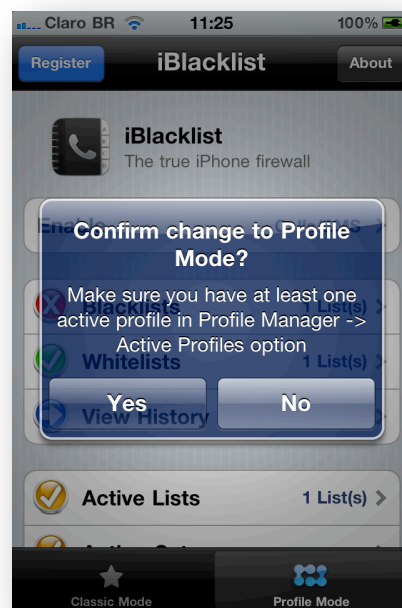 Claro BR 11:25 100%
Register iBlacklist About
iBlacklist
The true iPhone firewall
Enable
Confirm change to Profile
Mode?
Make sure you have at least one
active profile in Profile Manager ->
Active Profiles option
Blacklists 1 List(s)
Whitelists 1 List(s)
Yes No
View History
Active Lists 1 List(s)
Classic Mode Profile Mode